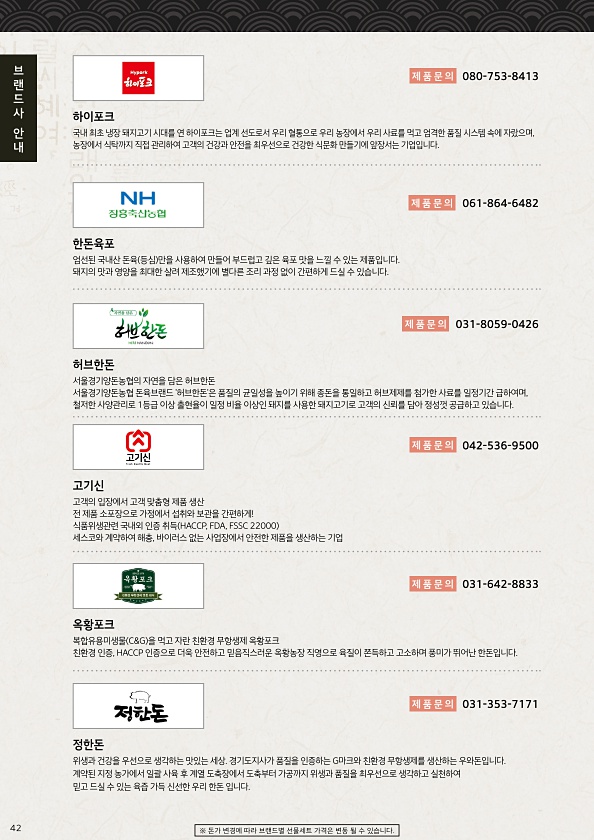 브랜드사 안내
Hypork
하이포크
제품문의 080-753-8413
하이포크
국내 최초 냉장 돼지고기 시대를 연 하이포크는 업계 선도로서 우리 혈통으로 우리 농장에서 우리 사료를 먹고 엄격한 품질 시스템 속에 자랐으며,
농장에서 식탁까지 직접 관리하여 고객의 건강과 안전을 최우선으로 건강한 식문화 만들기에 앞장서는 기업입니다.
NH
장흥축산농협
제품문의 061-864-6482
한돈육포
엄선된 국내산 돈육(등심)만을 사용하여 만들어 부드럽고 깊은 육포 맛을 느낄 수 있는 제품입니다.
돼지의 맛과 영양을 최대한 살려 제조했기에 별다른 조리 과정 없이 간편하게 드실 수 있습니다.
허브한돈
제품문의 031-8059-0426
허브한돈
서울경기양돈농협의 자연을 담은 허브한돈
서울경기양돈농협 돈육브랜드 '허브한돈'은 품질의 균일성을 높이기 위해 종돈을 통일하고 허브제제를 첨가한 사료를 일정기간 급하여며,
철저한 사양관리로 1등급 이상 출현율이 일정 비율 이상인 돼지를 사용한 돼지고기로 고객의 신뢰를 담아 정성껏 공급하고 있습니다.
고기신
제품문의 042-536-9500
고기신
고객의 입장에서 고객 맞춤형 제품 생산
전 제품 소포장으로 가정에서 섭취와 보관을 간편하게!
식품위생관련 국내외 인증 취득(HACCP, FDA, FSSC 22000)
세스코와 계약하여 해충, 바이러스 없는 사업장에서 안전한 제품을 생산하는 기업
옥황포크
제품문의 031-642-8833
옥황포크
복합유용미생물(C&G)을 먹고 자란 친환경 무항생제 옥황포크
친환경 인증, HACCP 인증으로 더욱 안전하고 믿음직스러운 옥황농장 직영으로 육질이 쫀득하고 고소하며 풍미가 뛰어난 한돈입니다.
정한돈
제품문의 031-353-7171
정한돈
위생과 건강을 우선으로 생각하는 맛있는 세상. 경기도지사가 품질을 인증하는 G마크와 친환경 무항생제를 생산하는 우와돈입니다.
계약된 지정 농가에서 일괄 사육 후 계열 도축장에서 도축부터 가공까지 위생과 품질을 최우선으로 생각하고 실천하여
믿고 드실 수 있는 육즙 가득 신선한 우리 한돈 입니다.
42
※ 돈가 변경에 따라 브랜드별 선물세트 가격은 변동 될 수 있습니다.